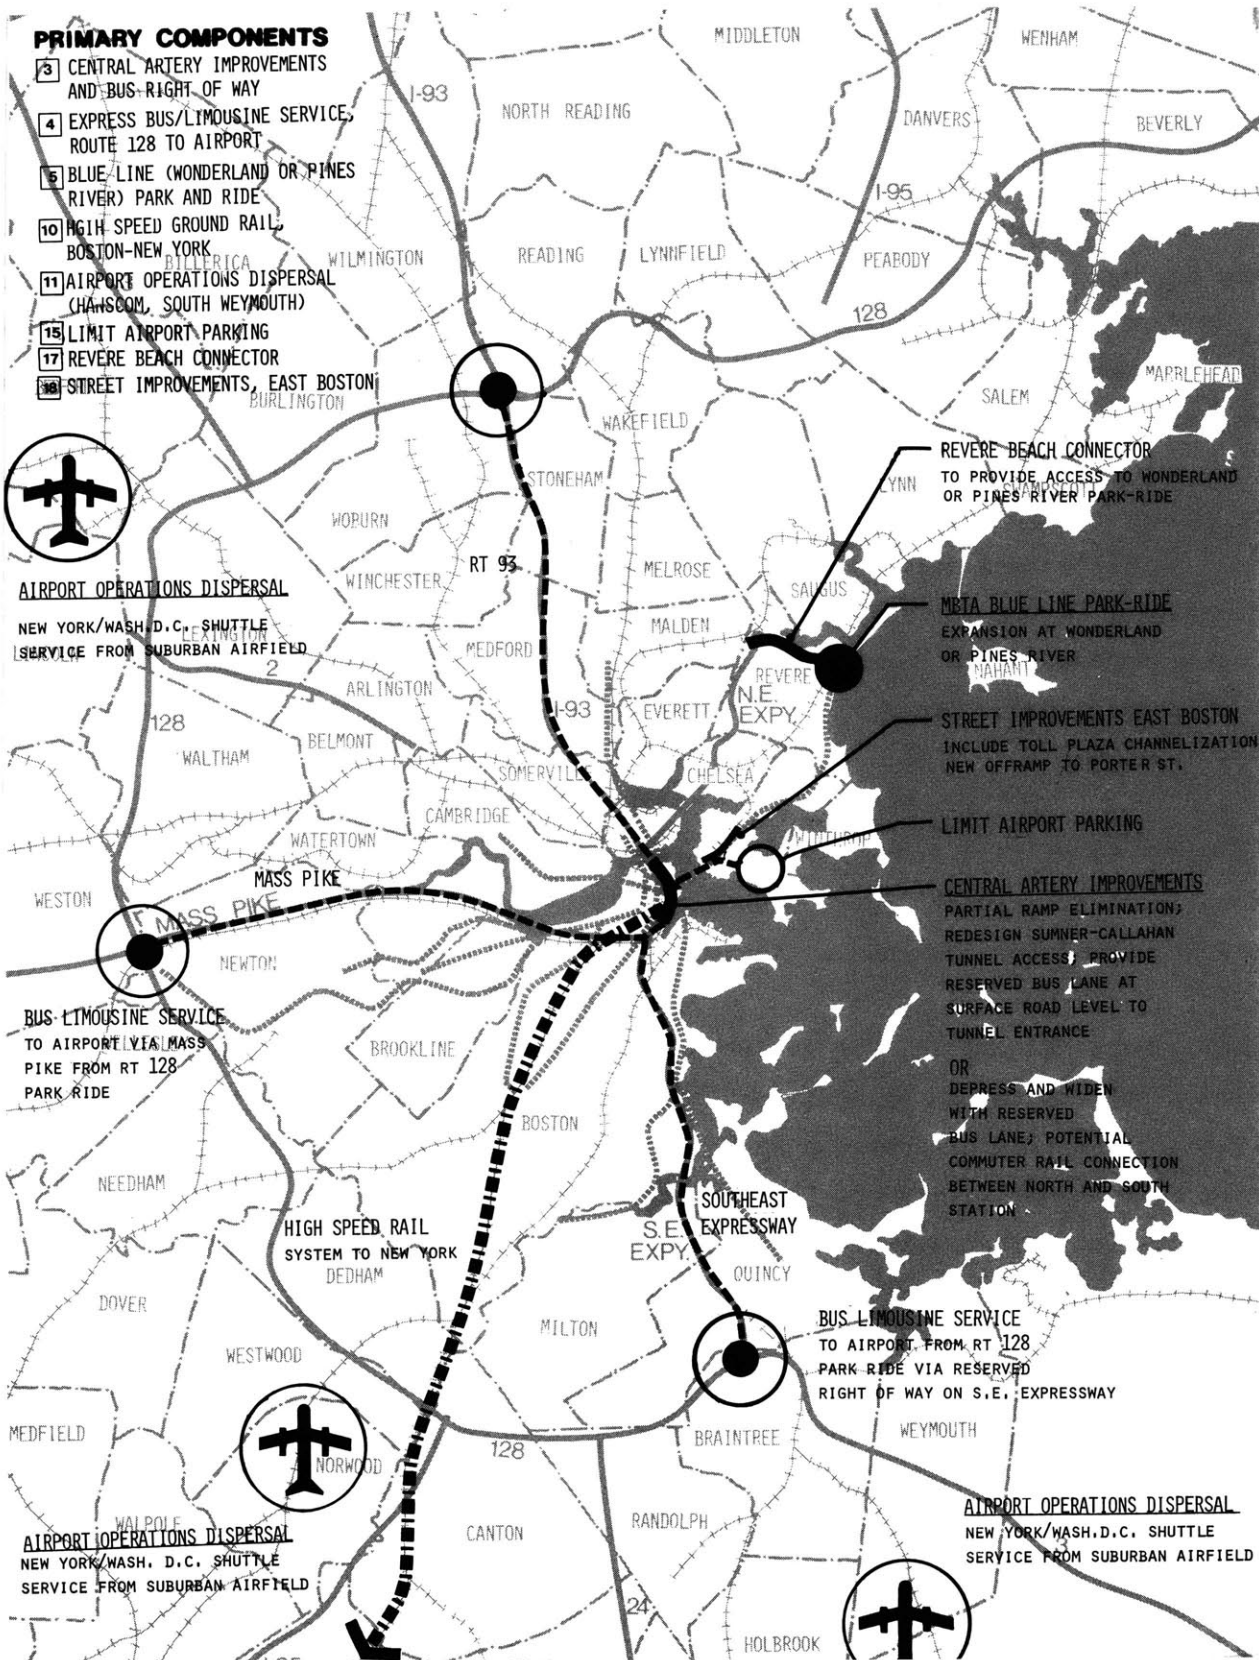 PRIMARY COMPONENTS
3 CENTRAL ARTERY IMPROVEMENTS
AND BUS RIGHT OF WAY
4 EXPRESS BUS/LIMOUSINE SERVICE,
ROUTE 128 TO AIRPORT
5 BLUE LINE (WONDERLAND OR PINES
RIVER) PARK AND RIDE
10 HGIH SPEED GROUND RAIL,
BOSTON-NEW YORK
11 AIRPORT OPERATIONS DISPERSAL
(HANSCOM, SOUTH WEYMOUTH)
15 LIMIT AIRPORT PARKING
17 REVERE BEACH CONNECTOR
18 STREET IMPROVEMENTS, EAST BOSTON
MIDDLETON
WENHAM
I-93
NORTH READING
DANVERS
BEVERLY
I-95
BILLERICA
WILMINGTON
READING
LYNNFIELD
PEABODY
128
MARBLEHEAD
SALEM
BURLINGTON
WAKEFIELD
REVERE BEACH CONNECTOR
TO PROVIDE ACCESS TO WONDERLAND
OR PINES RIVER PARK-RIDE
LYNN
SWAMPSCOTT
STONEHAM
WOBURN
RT 93
WINCHESTER
MELROSE
SAUGUS
AIRPORT OPERATIONS DISPERSAL
NEW YORK/WASH.D.C. SHUTTLE
SERVICE FROM SUBURBAN AIRFIELD
LEXINGTON
LINCOLN
MBTA BLUE LINE PARK-RIDE
EXPANSION AT WONDERLAND
OR PINES RIVER
NAHANT
MALDEN
MEDFORD
2
REVERE
ARLINGTON
N.E.
EXPY.
EVERETT
I-93
128
BELMONT
WALTHAM
STREET IMPROVEMENTS EAST BOSTON
INCLUDE TOLL PLAZA CHANNELIZATION
NEW OFFRAMP TO PORTER ST.
SOMERVILLE
CHELSEA
CAMBRIDGE
WATERTOWN
WINTHROP
LIMIT AIRPORT PARKING
MASS PIKE
WESTON
MASS PIKE
NEWTON
CENTRAL ARTERY IMPROVEMENTS
PARTIAL RAMP ELIMINATION;
REDESIGN SUMNER-CALLAHAN
TUNNEL ACCESS; PROVIDE
RESERVED BUS LANE AT
SURFACE ROAD LEVEL TO
TUNNEL ENTRANCE
OR
DEPRESS AND WIDEN
WITH RESERVED
BUS LANE; POTENTIAL
COMMUTER RAIL CONNECTION
BETWEEN NORTH AND SOUTH
STATION
BUS LIMOUSINE SERVICE
TO AIRPORT VIA MASS
PIKE FROM RT 128
PARK RIDE
WELLESLEY
BROOKLINE
BOSTON
NEEDHAM
HIGH SPEED RAIL
SYSTEM TO NEW YORK
DEDHAM
SOUTHEAST
EXPRESSWAY
S.E.
EXPY.
QUINCY
DOVER
WESTWOOD
MILTON
BUS LIMOUSINE SERVICE
TO AIRPORT FROM RT 128
PARK RIDE VIA RESERVED
RIGHT OF WAY ON S.E. EXPRESSWAY
MEDFIELD
NORWOOD
128
BRAINTREE
WEYMOUTH
WALPOLE
AIRPORT OPERATIONS DISPERSAL
NEW YORK/WASH. D.C. SHUTTLE
SERVICE FROM SUBURBAN AIRFIELD
CANTON
RANDOLPH
AIRPORT OPERATIONS DISPERSAL
NEW YORK/WASH.D.C. SHUTTLE
SERVICE FROM SUBURBAN AIRFIELD
3
24
HOLBROOK